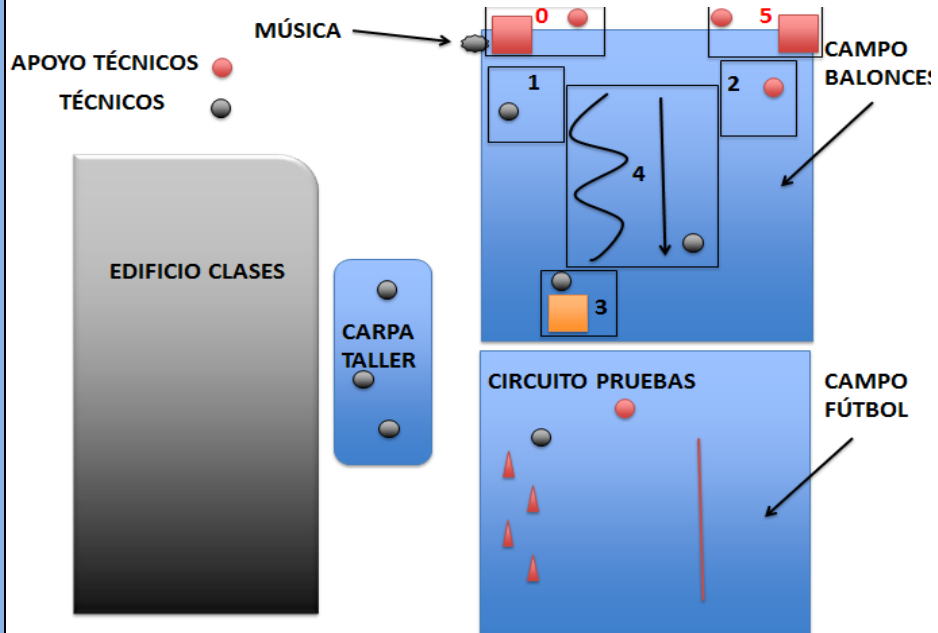 MÚSICA
0
5
APOYO TÉCNICOS
TÉCNICOS
1
2
CAMPO
BALONCES
4
3
EDIFICIO CLASES
CARPA
TALLER
CIRCUITO PRUEBAS
CAMPO
FÚTBOL